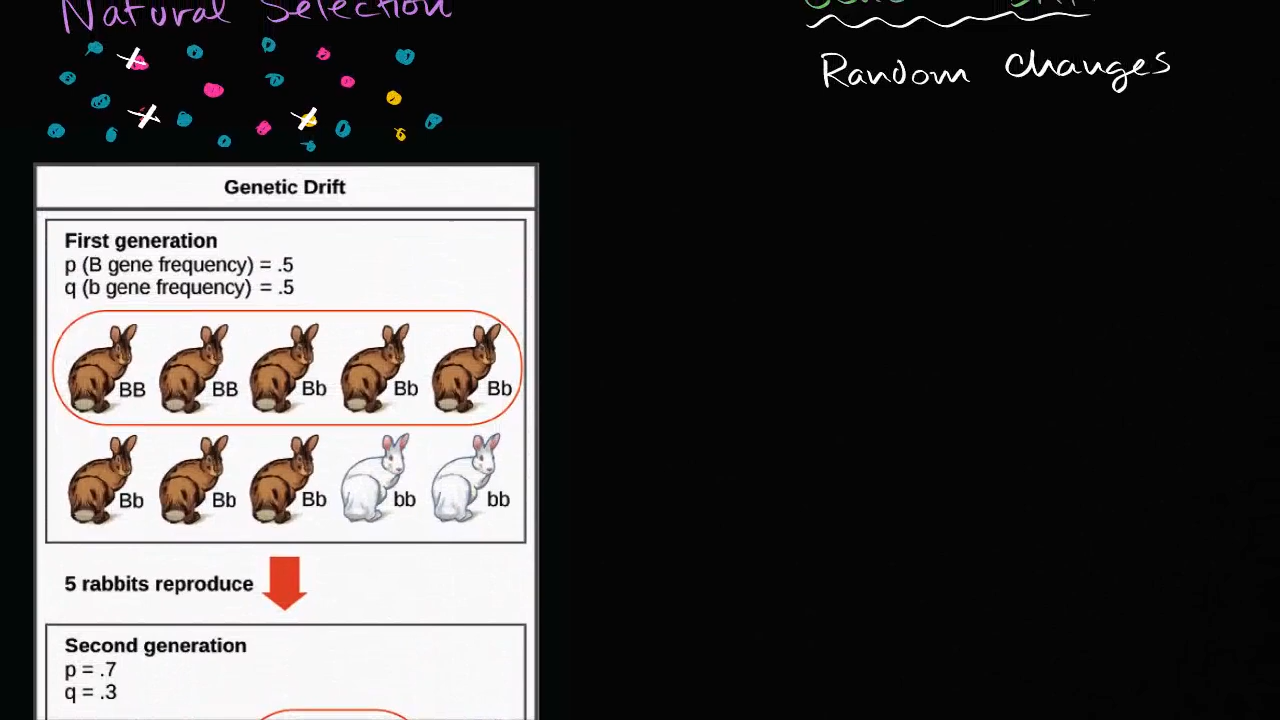 Natural Selection
Random changes
Genetic Drift
First generation
p (B gene frequency) = .5
q (b gene frequency) = .5
BB BB Bb Bb Bb
Bb Bb Bb bb bb
5 rabbits reproduce
Second generation
p = .7
q = .3